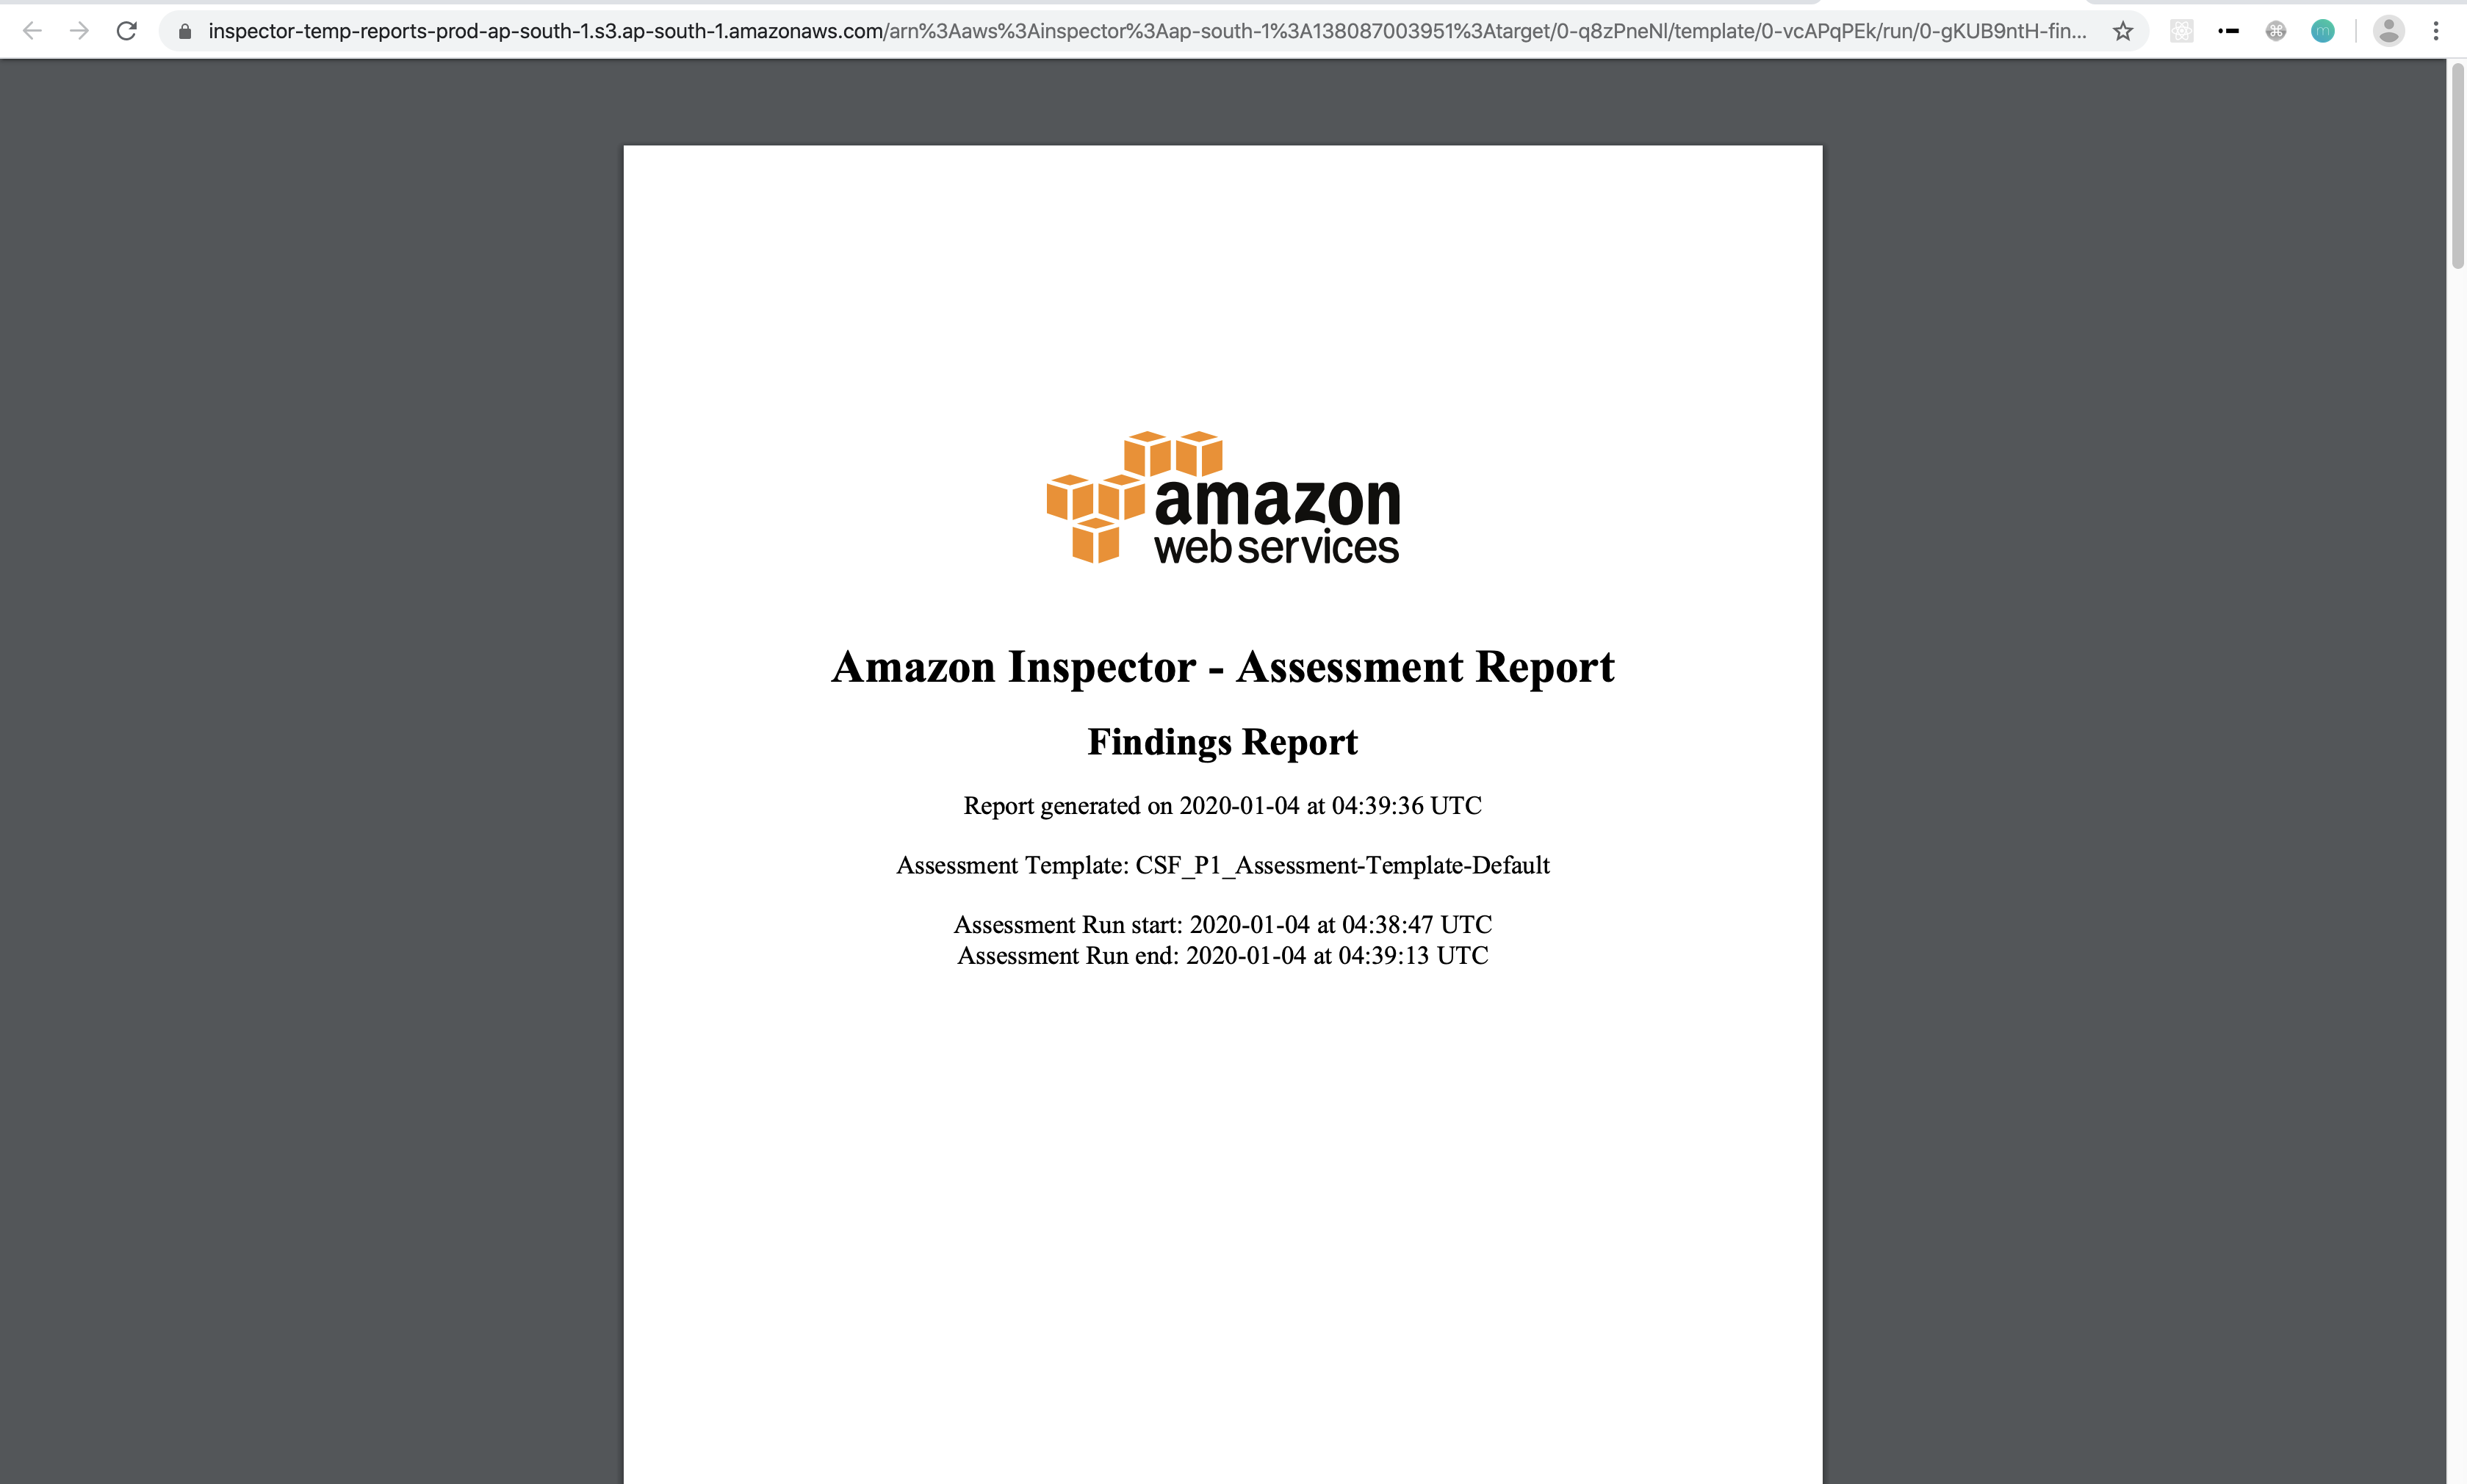 inspector-temp-reports-prod-ap-south-1.s3.ap-south-1.amazonaws.com/arn%3Aaws%3Ainspector%3Aap-south-1%3A138087003951%3Atarget/0-q8zPneNl/template/0-vcAPqPEk/run/0-gKUB9ntH-fin...
m
amazon
web services
Amazon Inspector - Assessment Report
Findings Report
Report generated on 2020-01-04 at 04:39:36 UTC
Assessment Template: CSF_P1_Assessment-Template-Default
Assessment Run start: 2020-01-04 at 04:38:47 UTC
Assessment Run end: 2020-01-04 at 04:39:13 UTC